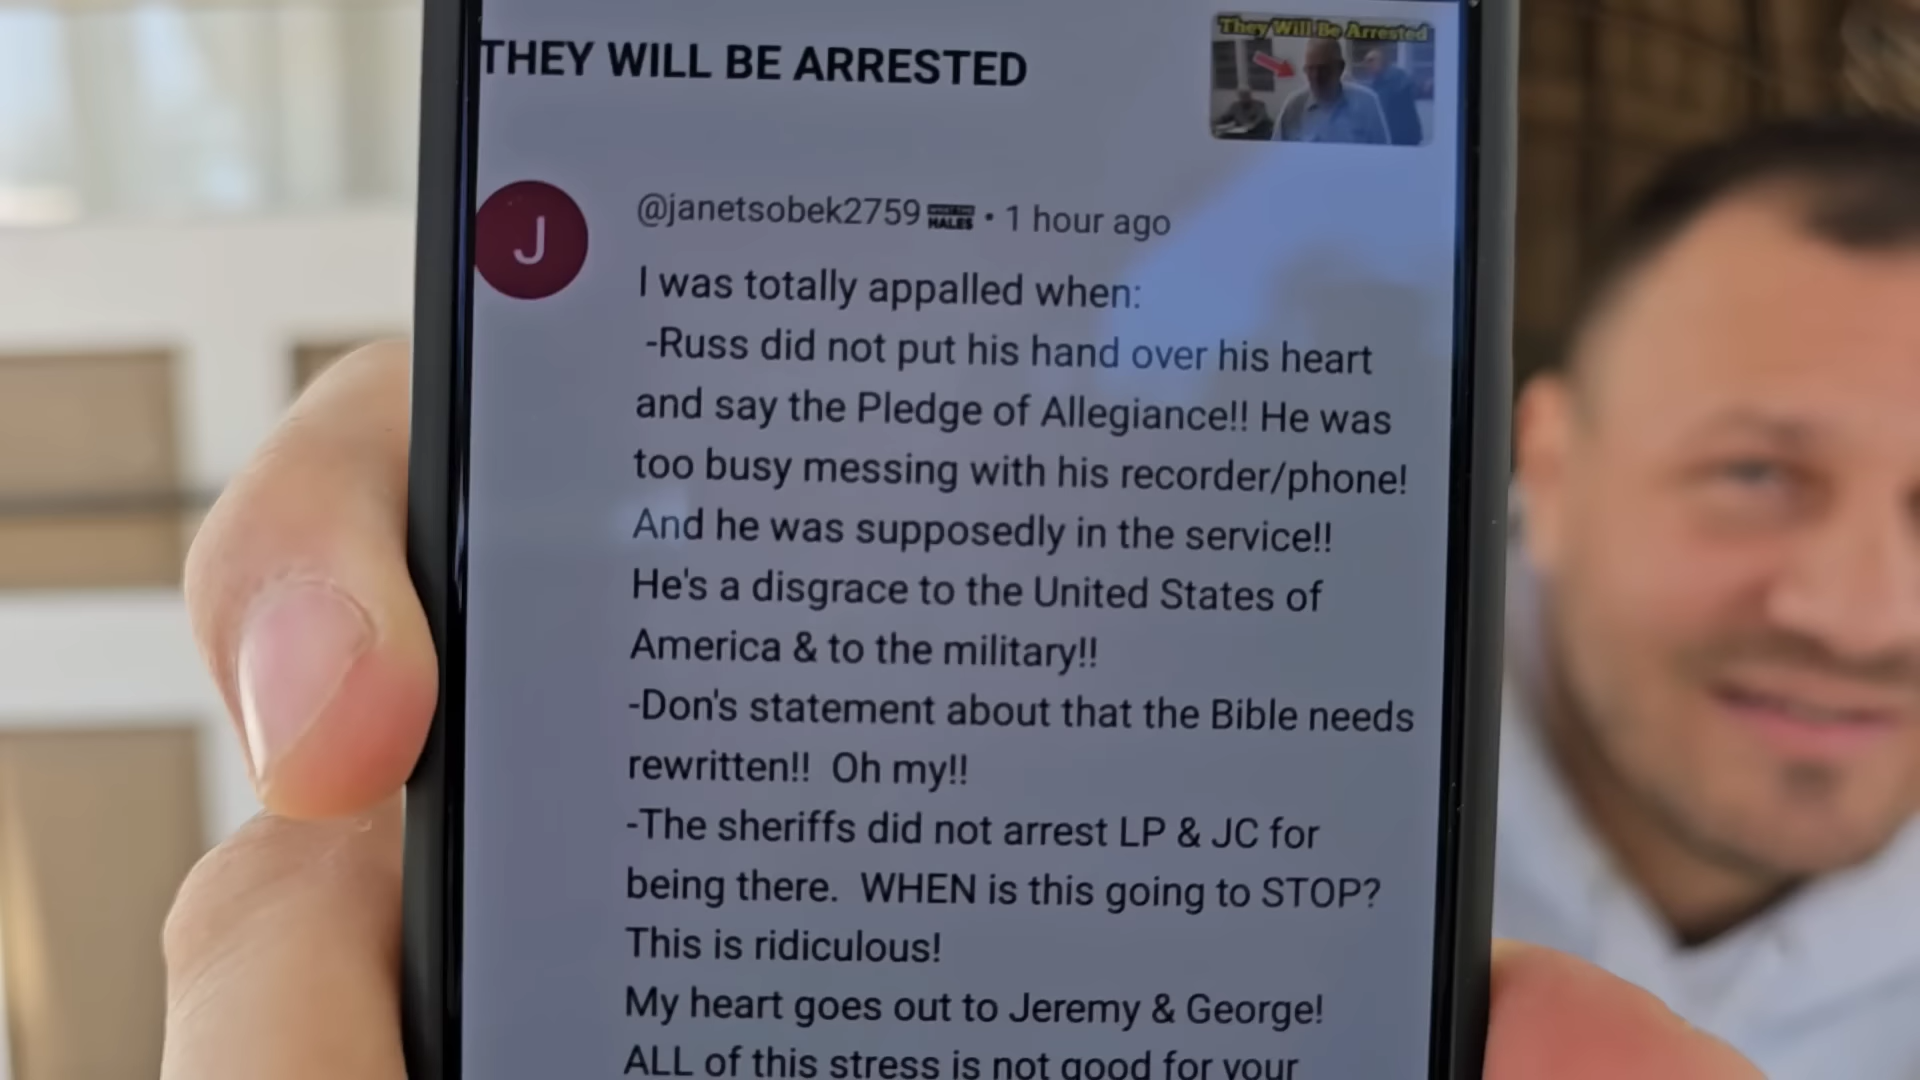 THEY WILL BE ARRESTED
They Will Be Arrested
J
@janetsobek2759 HALES • 1 hour ago
I was totally appalled when:
-Russ did not put his hand over his heart
and say the Pledge of Allegiance!! He was
too busy messing with his recorder/phone!
And he was supposedly in the service!!
He's a disgrace to the United States of
America & to the military!!
-Don's statement about that the Bible needs
rewritten!! Oh my!!
-The sheriffs did not arrest LP & JC for
being there. WHEN is this going to STOP?
This is ridiculous!
My heart goes out to Jeremy & George!
ALL of this stress is not good for your